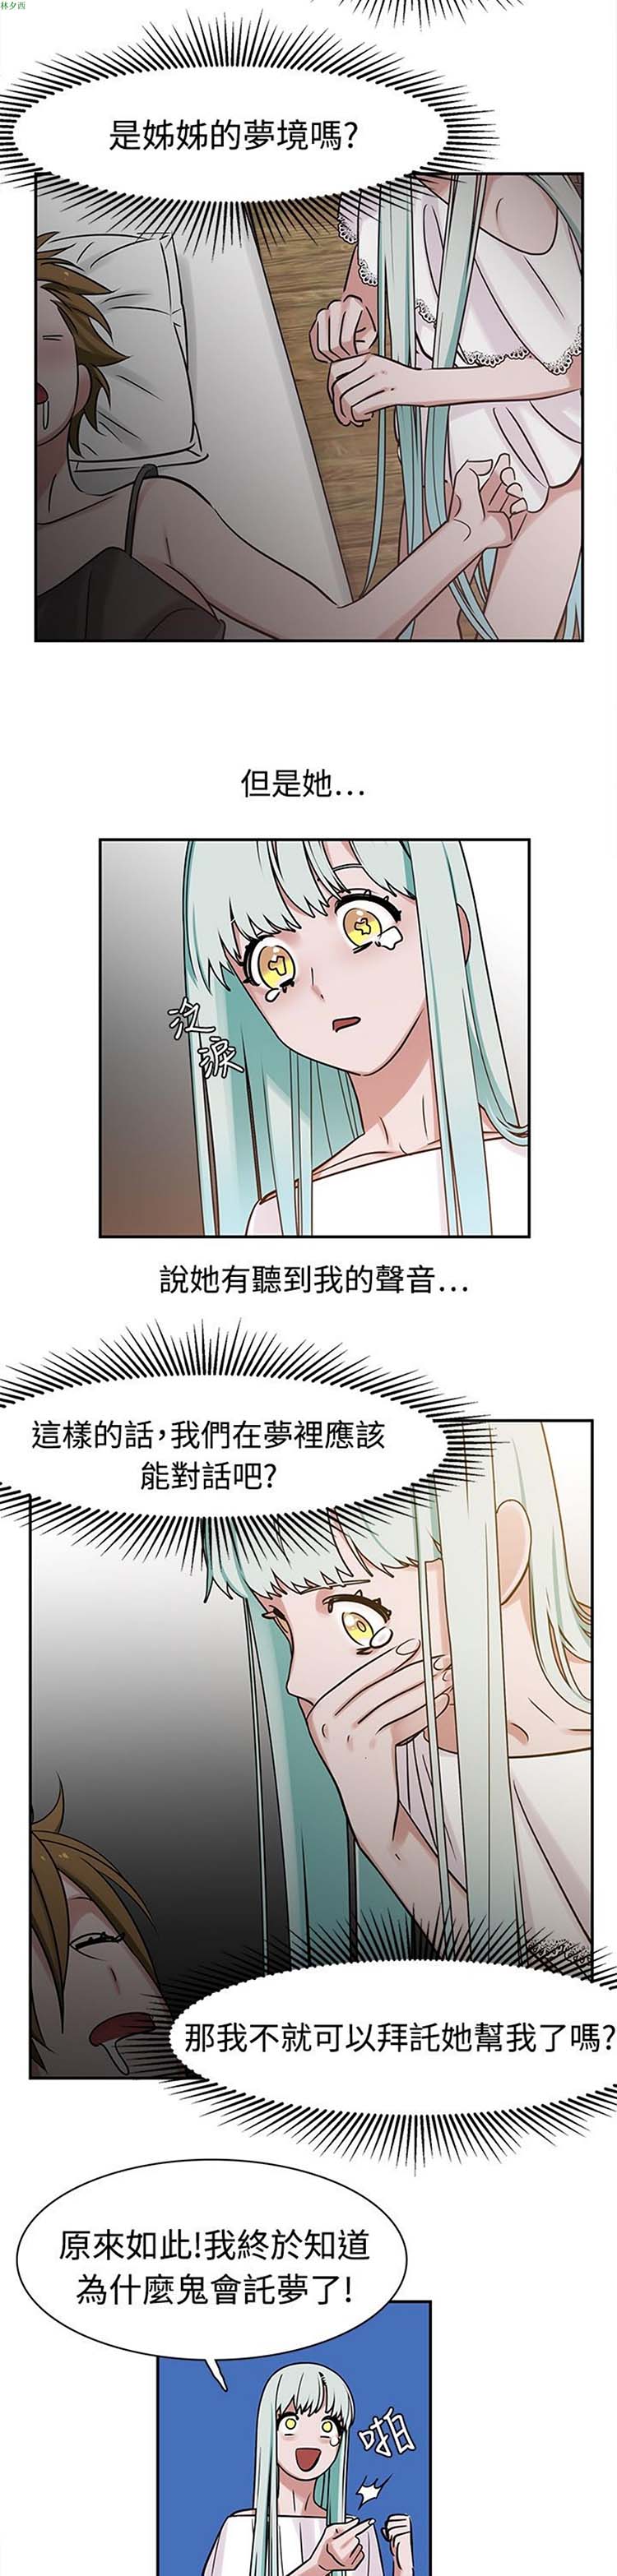 林夕西
是姊姊的夢境嗎?
但是她...
泣淚
說她有聽到我的聲音...
這樣的話,我們在夢裡應該
能對話吧?
那我不就可以拜託她幫我了嗎?
原來如此!我終於知道
為什麼鬼會託夢了!
啪